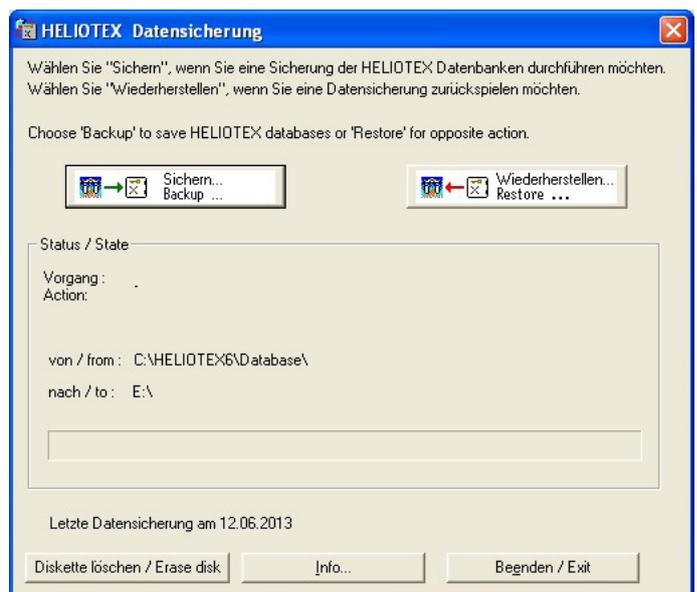 HELIOTEX Datensicherung
Wählen Sie "Sichern", wenn Sie eine Sicherung der HELIOTEX Datenbanken durchführen möchten.
Wählen Sie "Wiederherstellen", wenn Sie eine Datensicherung zurückspielen möchten.
Choose 'Backup' to save HELIOTEX databases or 'Restore' for opposite action.
Sichern...
Backup ...
Wiederherstellen...
Restore ...
Status / State
Vorgang :
Action:
.
von / from : C:\HELIOTEX6\Database\
nach / to : E:\
Letzte Datensicherung am 12.06.2013
Diskette löschen / Erase disk
Info...
Beenden / Exit